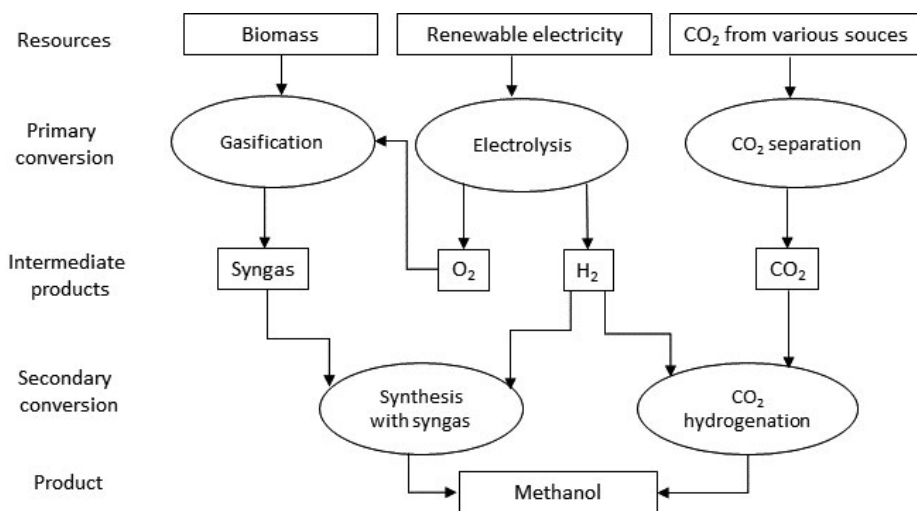 Resources
Biomass
Renewable electricity
CO₂ from various souces
Primary
conversion
Gasification
Electrolysis
CO₂ separation
Intermediate
products
Syngas
O₂
H₂
CO₂
Secondary
conversion
Synthesis
with syngas
CO₂
hydrogenation
Product
Methanol